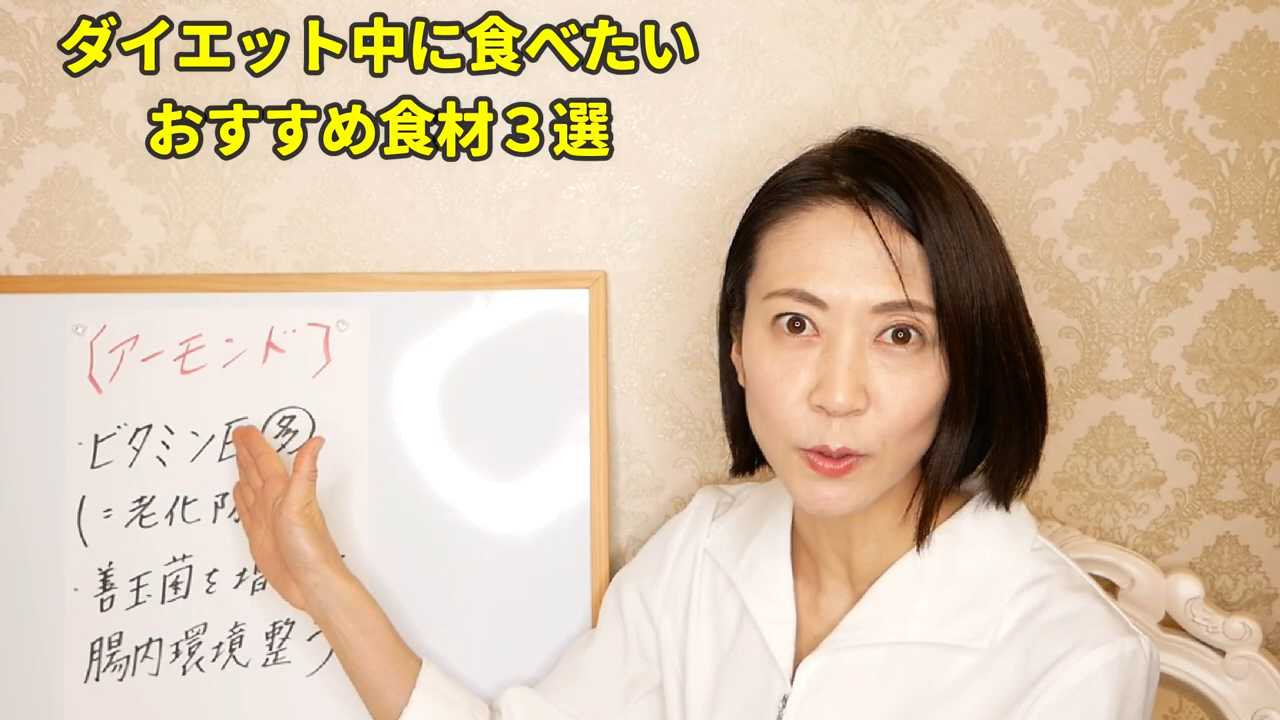 ダイエット中に食べたい
おすすめ食材３選
〔アーモンド〕
・ビタミンE多
(=老化防
・善玉菌を増
腸内環境整う